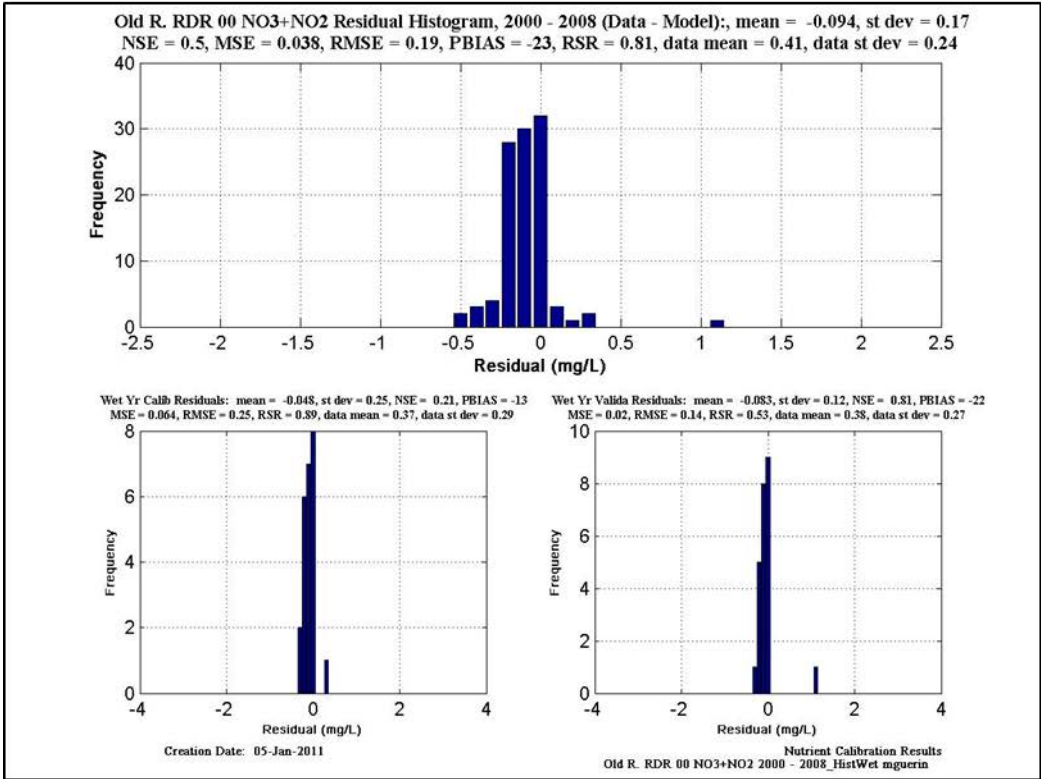 Old R. RDR 00 NO3+NO2 Residual Histogram, 2000 - 2008 (Data - Model):, mean = -0.094, st dev = 0.17
NSE = 0.5, MSE = 0.038, RMSE = 0.19, PBIAS = -23, RSR = 0.81, data mean = 0.41, data st dev = 0.24
40
30
20
10
0
Frequency
-2.5 -2 -1.5 -1 -0.5 0 0.5 1 1.5 2 2.5
Residual (mg/L)
Wet Yr Calib Residuals: mean = -0.048, st dev = 0.25, NSE = 0.21, PBIAS = -13
MSE = 0.064, RMSE = 0.25, RSR = 0.89, data mean = 0.37, data st dev = 0.29
8
6
4
2
0
Frequency
-4 -2 0 2 4
Residual (mg/L)
Creation Date: 05-Jan-2011
Wet Yr Valida Residuals: mean = -0.083, st dev = 0.12, NSE = 0.81, PBIAS = -22
MSE = 0.02, RMSE = 0.14, RSR = 0.53, data mean = 0.38, data st dev = 0.27
10
8
6
4
2
0
Frequency
-4 -2 0 2 4
Residual (mg/L)
Nutrient Calibration Results
Old R. RDR 00 NO3+NO2 2000 - 2008_HistWet mguerin